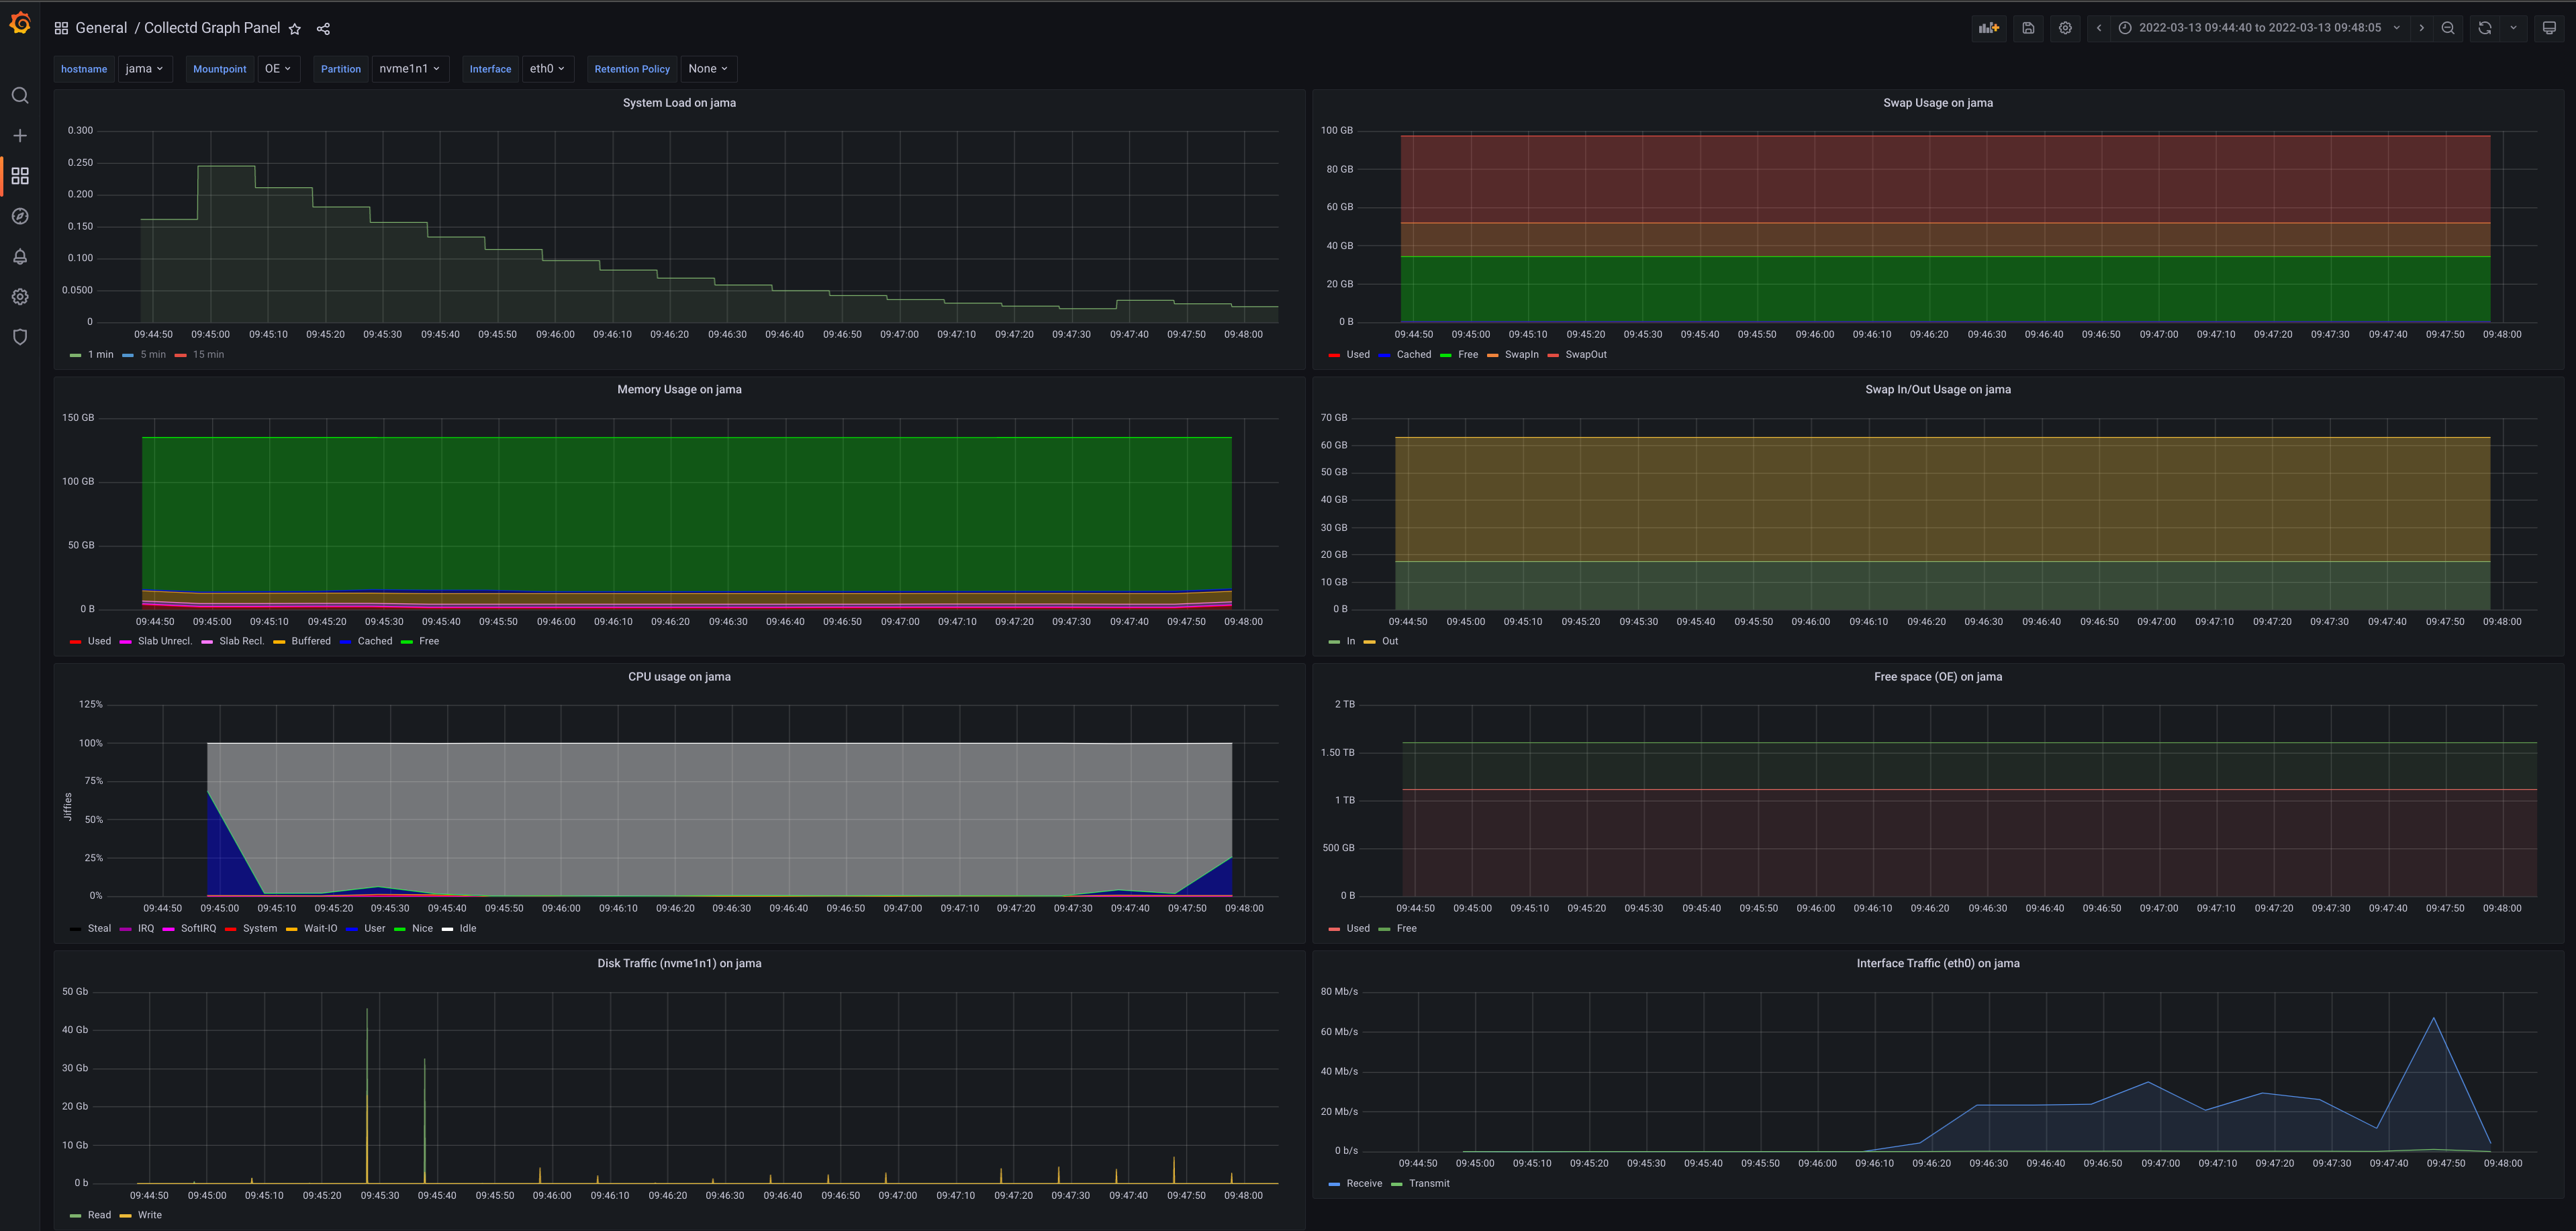 General / Collectd Graph Panel
2022-03-13 09:44:40 to 2022-03-13 09:48:05
hostname jama Mountpoint OE Partition nvme1n1 Interface eth0 Retention Policy None
System Load on jama
0.300
0.250
0.200
0.150
0.100
0.0500
0
09:44:50 09:45:00 09:45:10 09:45:20 09:45:30 09:45:40 09:45:50 09:46:00 09:46:10 09:46:20 09:46:30 09:46:40 09:46:50 09:47:00 09:47:10 09:47:20 09:47:30 09:47:40 09:47:50 09:48:00
1 min 5 min 15 min
Swap Usage on jama
100 GB
80 GB
60 GB
40 GB
20 GB
0 B
09:44:50 09:45:00 09:45:10 09:45:20 09:45:30 09:45:40 09:45:50 09:46:00 09:46:10 09:46:20 09:46:30 09:46:40 09:46:50 09:47:00 09:47:10 09:47:20 09:47:30 09:47:40 09:47:50 09:48:00
Used Cached Free SwapIn SwapOut
Memory Usage on jama
150 GB
100 GB
50 GB
0 B
09:44:50 09:45:00 09:45:10 09:45:20 09:45:30 09:45:40 09:45:50 09:46:00 09:46:10 09:46:20 09:46:30 09:46:40 09:46:50 09:47:00 09:47:10 09:47:20 09:47:30 09:47:40 09:47:50 09:48:00
Used Slab Unrecl. Slab Recl. Buffered Cached Free
Swap In/Out Usage on jama
70 GB
60 GB
50 GB
40 GB
30 GB
20 GB
10 GB
0 B
09:44:50 09:45:00 09:45:10 09:45:20 09:45:30 09:45:40 09:45:50 09:46:00 09:46:10 09:46:20 09:46:30 09:46:40 09:46:50 09:47:00 09:47:10 09:47:20 09:47:30 09:47:40 09:47:50 09:48:00
In Out
CPU usage on jama
125%
100%
75%
50%
25%
0%
Jiffies
09:44:50 09:45:00 09:45:10 09:45:20 09:45:30 09:45:40 09:45:50 09:46:00 09:46:10 09:46:20 09:46:30 09:46:40 09:46:50 09:47:00 09:47:10 09:47:20 09:47:30 09:47:40 09:47:50 09:48:00
Steal IRQ SoftIRQ System Wait-IO User Nice Idle
Free space (OE) on jama
2 TB
1.50 TB
1 TB
500 GB
0 B
09:44:50 09:45:00 09:45:10 09:45:20 09:45:30 09:45:40 09:45:50 09:46:00 09:46:10 09:46:20 09:46:30 09:46:40 09:46:50 09:47:00 09:47:10 09:47:20 09:47:30 09:47:40 09:47:50 09:48:00
Used Free
Disk Traffic (nvme1n1) on jama
50 Gb
40 Gb
30 Gb
20 Gb
10 Gb
0 b
09:44:50 09:45:00 09:45:10 09:45:20 09:45:30 09:45:40 09:45:50 09:46:00 09:46:10 09:46:20 09:46:30 09:46:40 09:46:50 09:47:00 09:47:10 09:47:20 09:47:30 09:47:40 09:47:50 09:48:00
Read Write
Interface Traffic (eth0) on jama
80 Mb/s
60 Mb/s
40 Mb/s
20 Mb/s
0 b/s
09:44:50 09:45:00 09:45:10 09:45:20 09:45:30 09:45:40 09:45:50 09:46:00 09:46:10 09:46:20 09:46:30 09:46:40 09:46:50 09:47:00 09:47:10 09:47:20 09:47:30 09:47:40 09:47:50 09:48:00
Receive Transmit